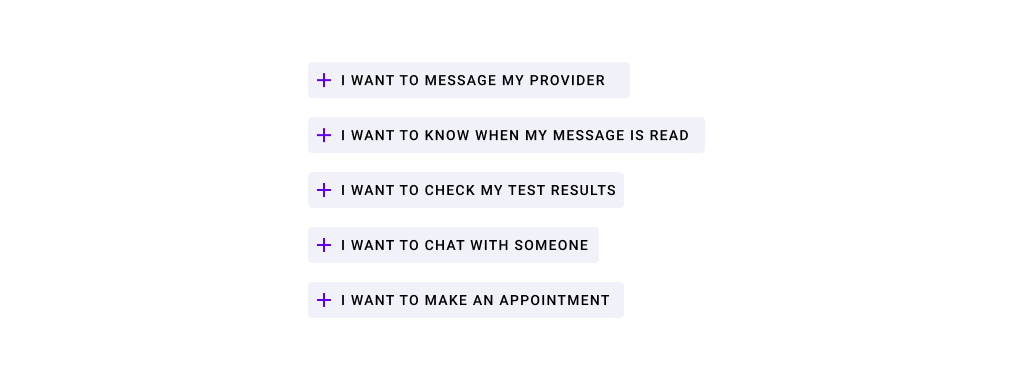 I WANT TO MESSAGE MY PROVIDER
I WANT TO KNOW WHEN MY MESSAGE IS READ
I WANT TO CHECK MY TEST RESULTS
I WANT TO CHAT WITH SOMEONE
I WANT TO MAKE AN APPOINTMENT